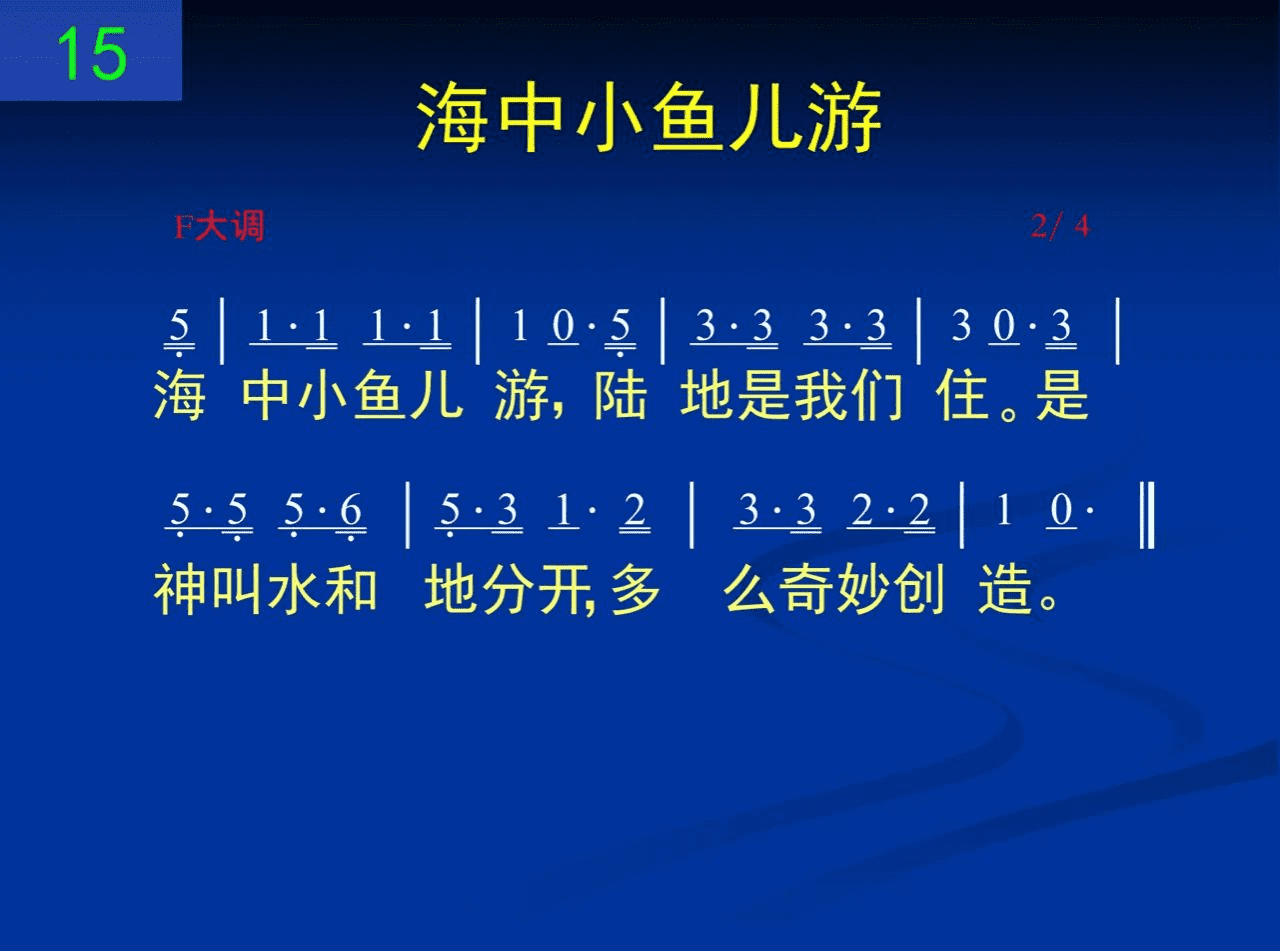 15
海中小鱼儿游
F大调 2/ 4
5 | 1 · 1 1 · 1 | 1 0 · 5 | 3 · 3 3 · 3 | 3 0 · 3 |
海 中小鱼儿 游，陆 地是我们 住。是
5 · 5 5 · 6 | 5 · 3 1 · 2 | 3 · 3 2 · 2 | 1 0 · ‖
神叫水和 地分开,多 么奇妙创 造。